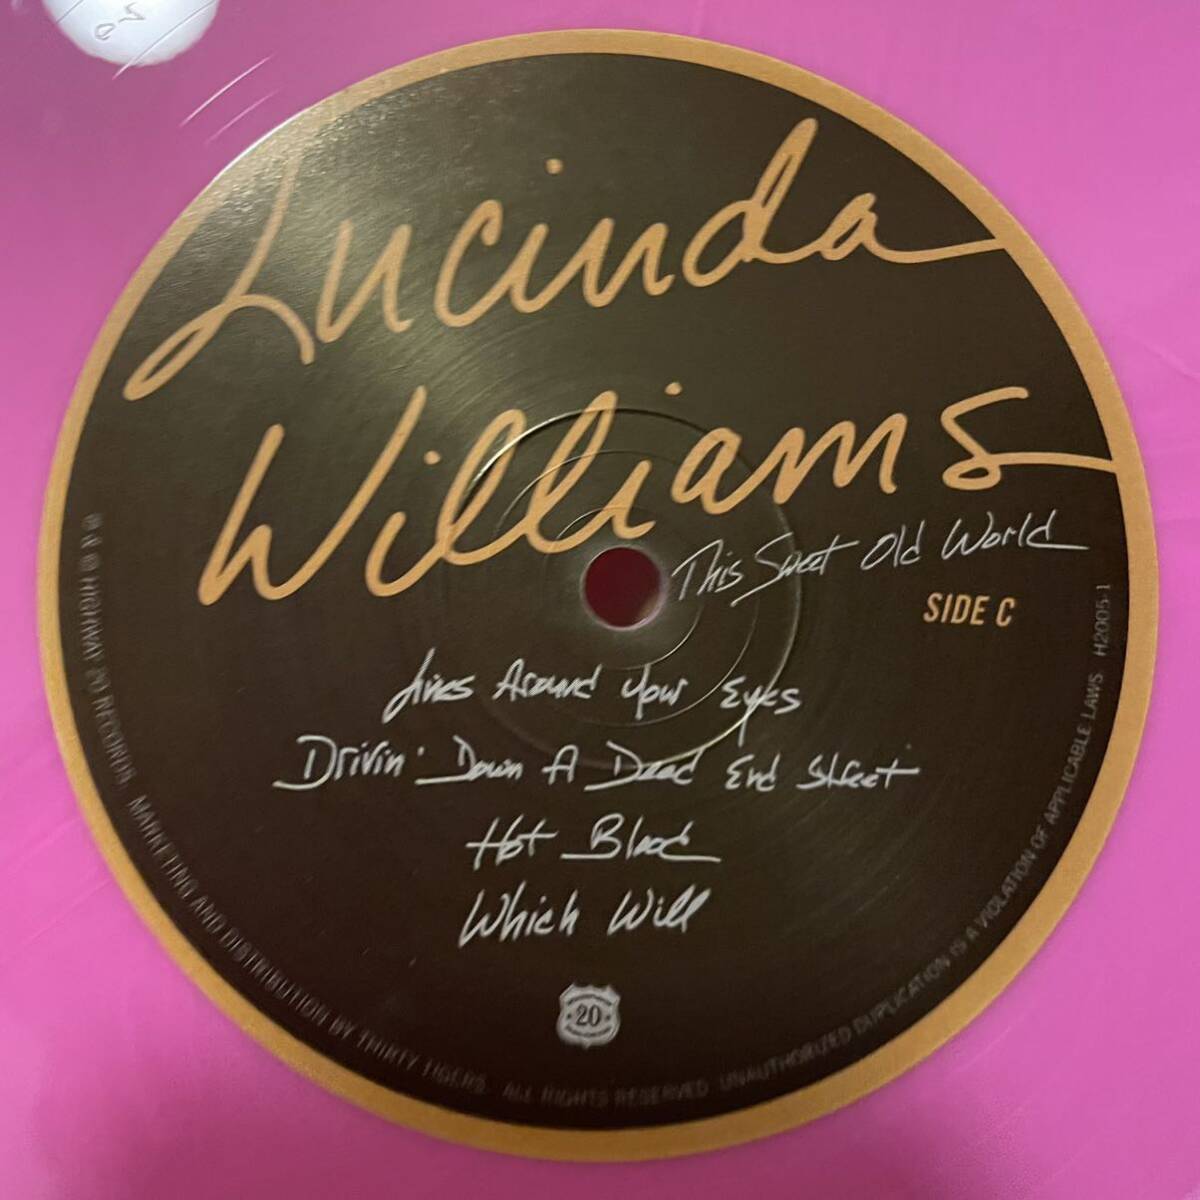 Lucinda
Williams
This Sweet Old World
SIDE C
Lines Around Your Eyes
Drivin' Down A Dead End Street
Hot Blood
Which Will
20
HIGHWAY 20 RECORDS. MARKETING AND DISTRIBUTION BY THIRTY TIGERS. ALL RIGHTS RESERVED. UNAUTHORIZED DUPLICATION IS A VIOLATION OF APPLICABLE LAWS H2005-1